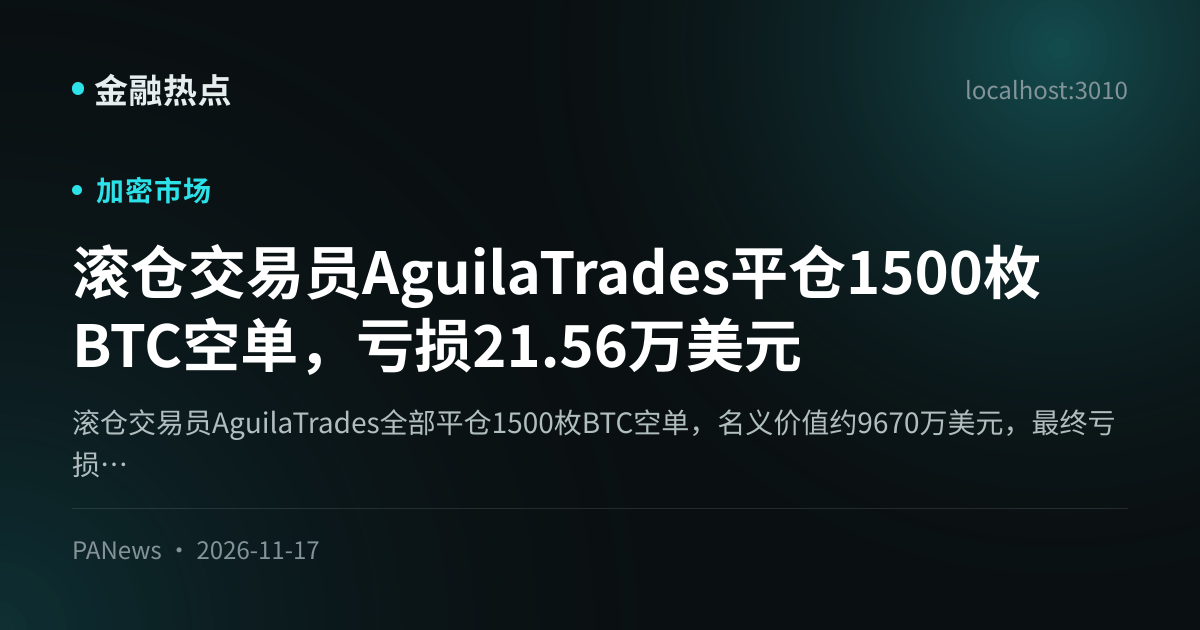 金融热点
localhost:3010
加密市场
滚仓交易员AguilaTrades平仓1500枚
BTC空单，亏损21.56万美元
滚仓交易员AguilaTrades全部平仓1500枚BTC空单，名义价值约9670万美元，最终亏
损…
PANews • 2026-11-17